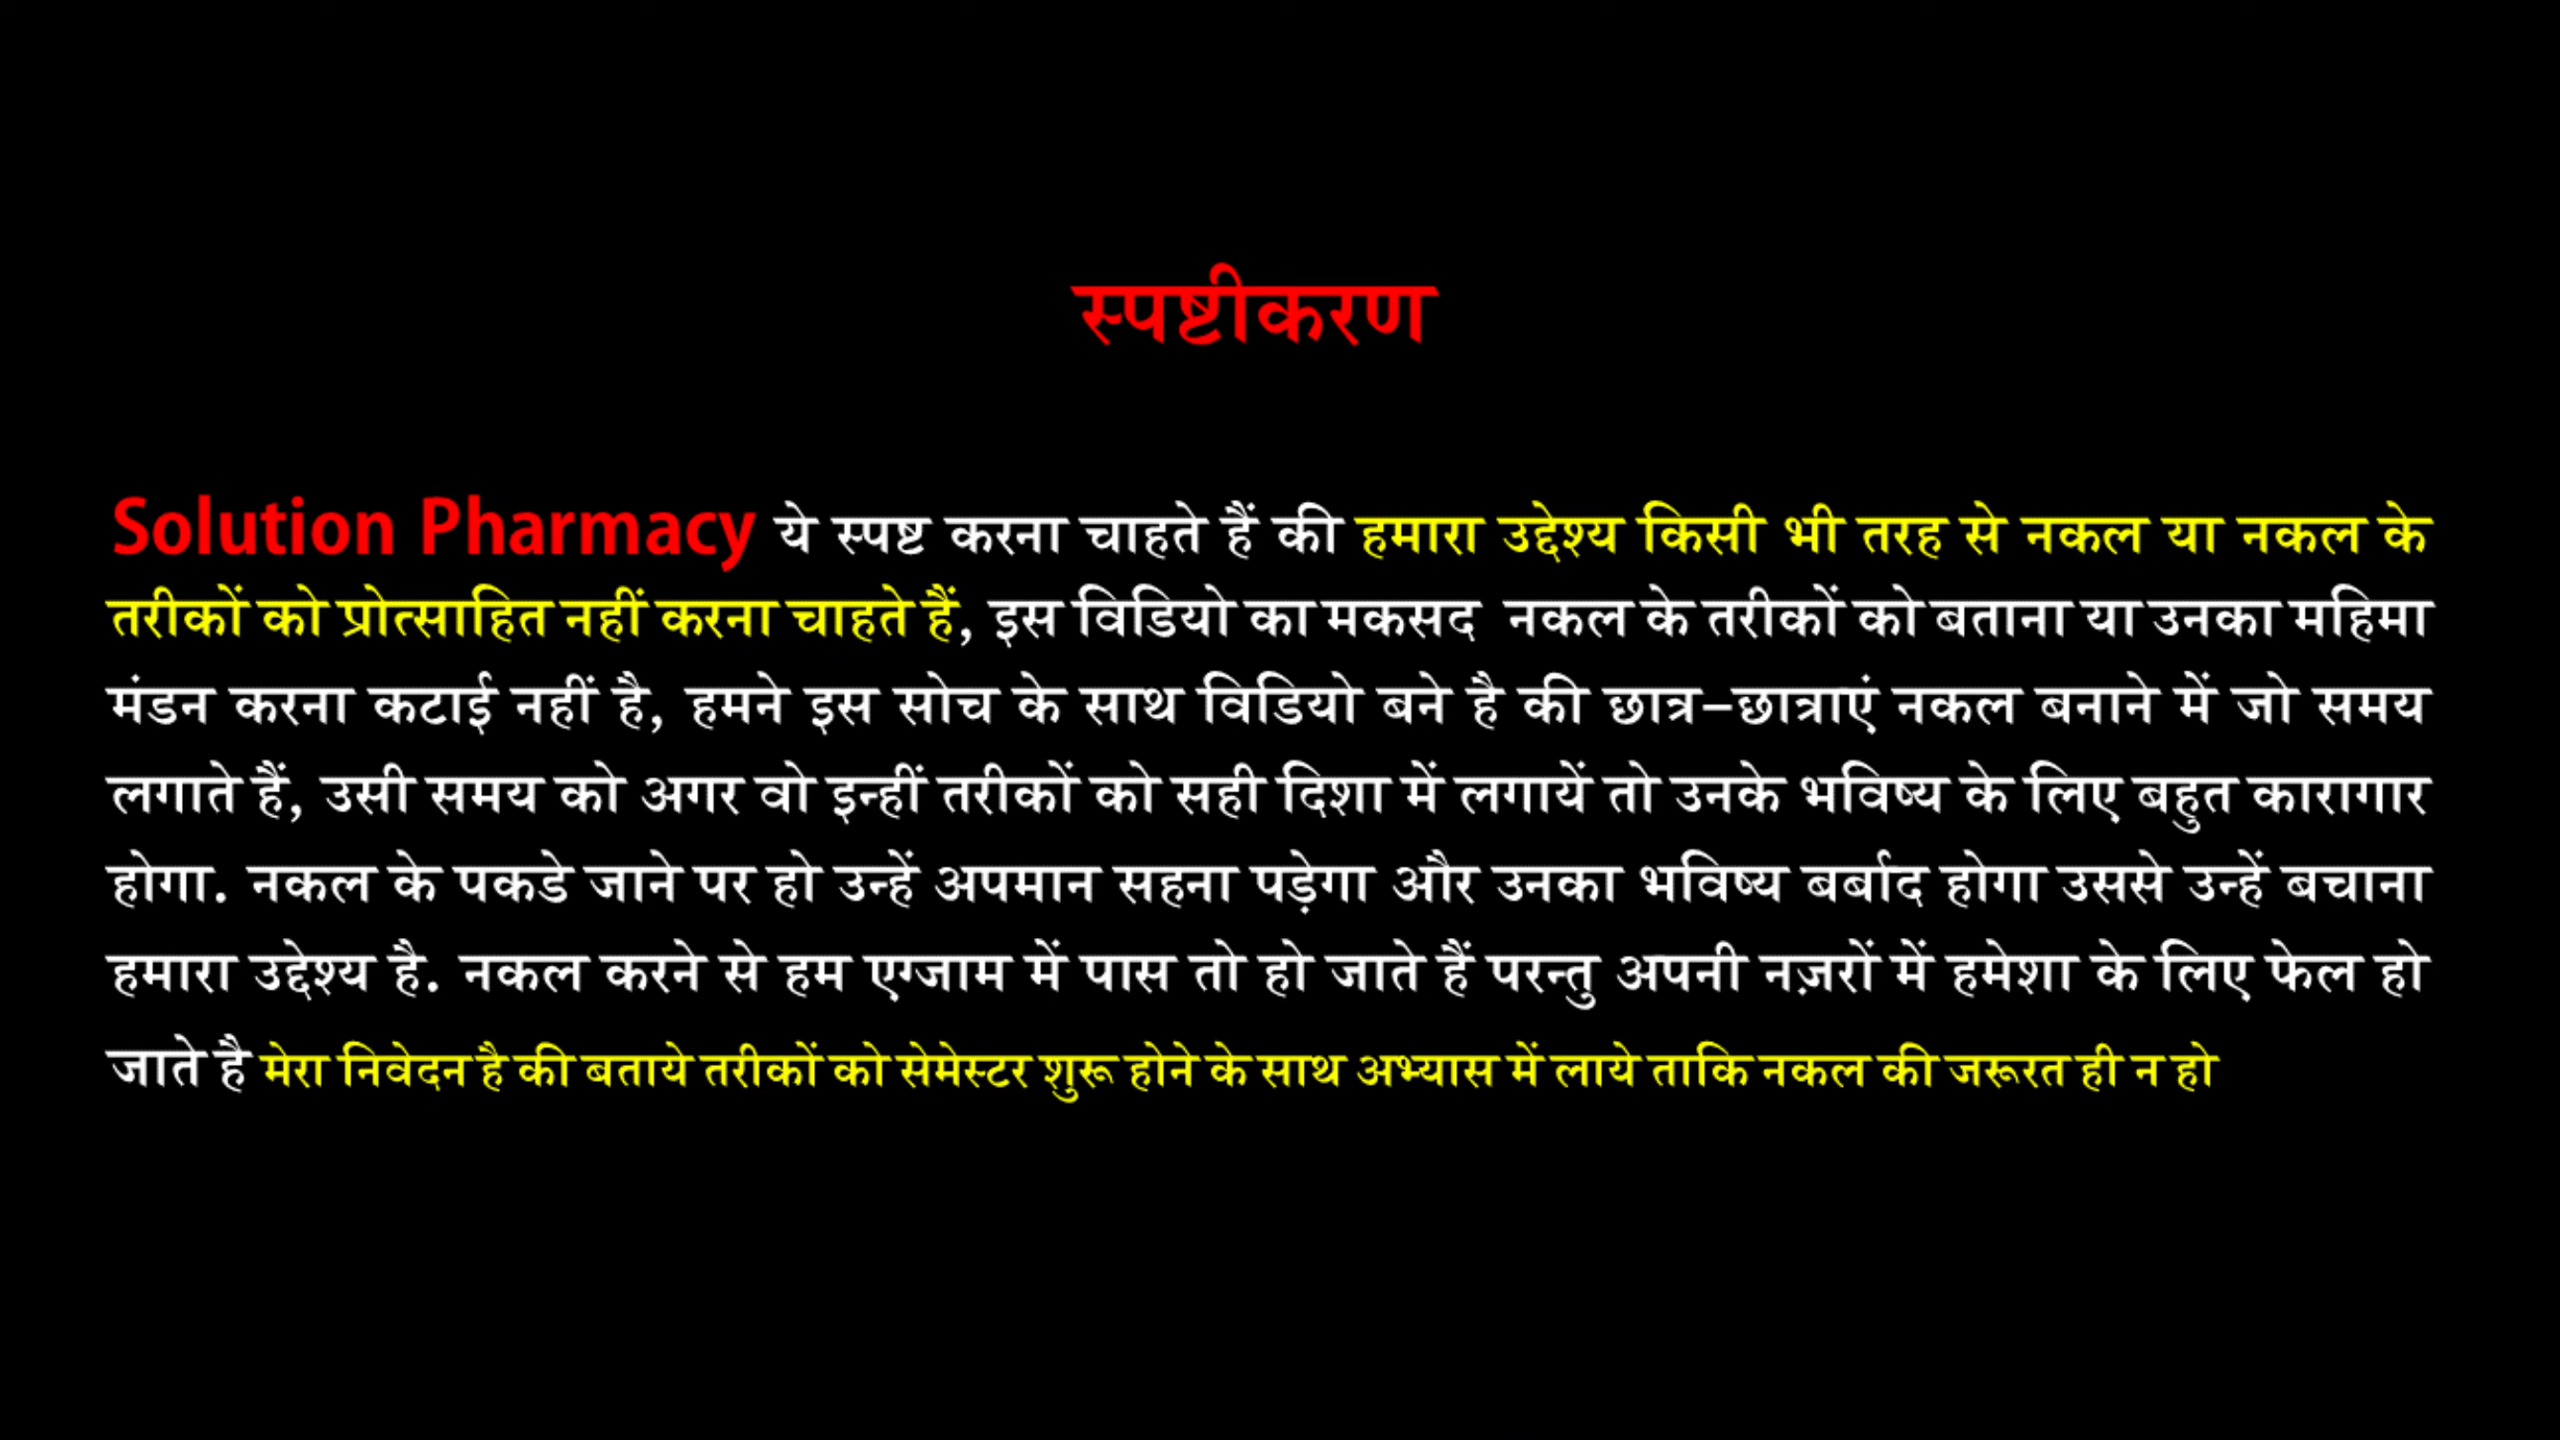 स्पष्टीकरण
Solution Pharmacy ये स्पष्ट करना चाहते हैं की हमारा उद्देश्य किसी भी तरह से नकल या नकल के
तरीकों को प्रोत्साहित नहीं करना चाहते हैं, इस विडियो का मकसद नकल के तरीकों को बताना या उनका महिमा
मंडन करना कटाई नहीं है, हमने इस सोच के साथ विडियो बने है की छात्र-छात्राएं नकल बनाने में जो समय
लगाते हैं, उसी समय को अगर वो इन्हीं तरीकों को सही दिशा में लगायें तो उनके भविष्य के लिए बहुत कारागार
होगा. नकल के पकडे जाने पर हो उन्हें अपमान सहना पड़ेगा और उनका भविष्य बर्बाद होगा उससे उन्हें बचाना
हमारा उद्देश्य है. नकल करने से हम एग्जाम में पास तो हो जाते हैं परन्तु अपनी नज़रों में हमेशा के लिए फेल हो
जाते है मेरा निवेदन है की बताये तरीकों को सेमेस्टर शुरू होने के साथ अभ्यास में लाये ताकि नकल की जरूरत ही न हो